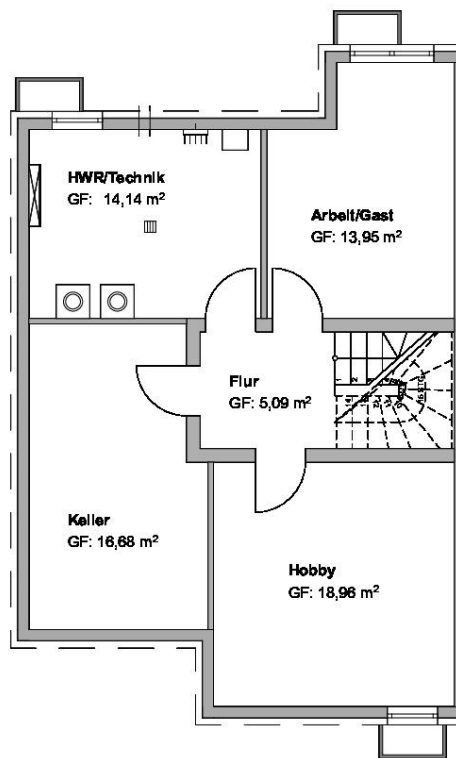 HWR/Technik
GF: 14,14 m²
Arbeit/Gast
GF: 13,95 m²
Flur
GF: 5,09 m²
Keller
GF: 16,68 m²
Hobby
GF: 18,96 m²